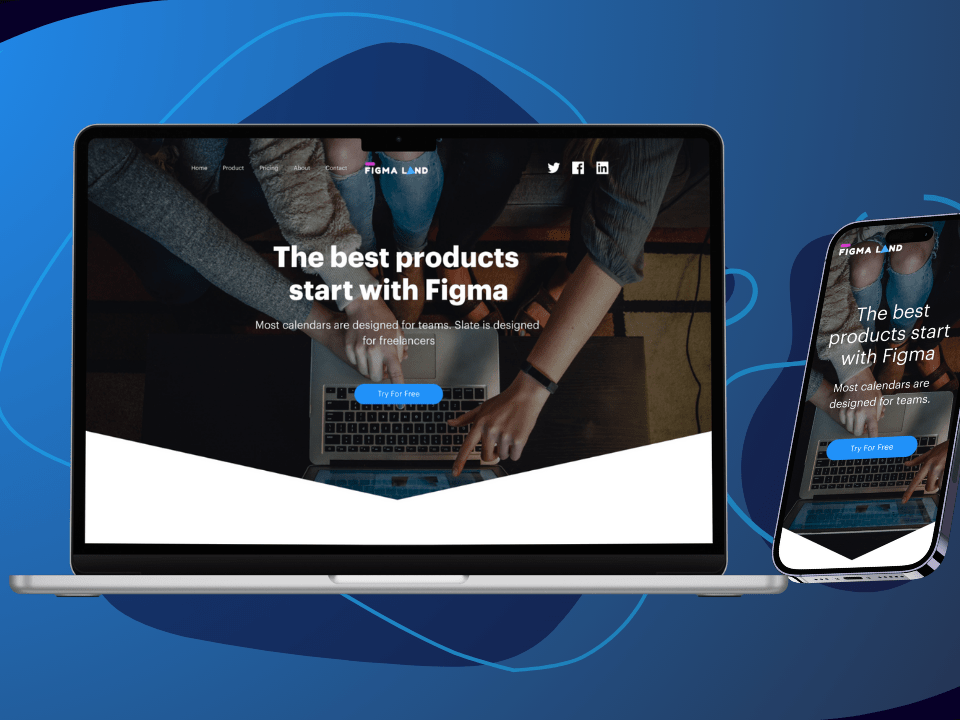 Home Product Pricing About Contact FIGMA LAND
The best products
start with Figma
Most calendars are designed for teams. Slate is designed
for freelancers
Try For Free
FIGMA LAND
The best
products start
with Figma
Most calendars are
designed for teams.
Try For Free